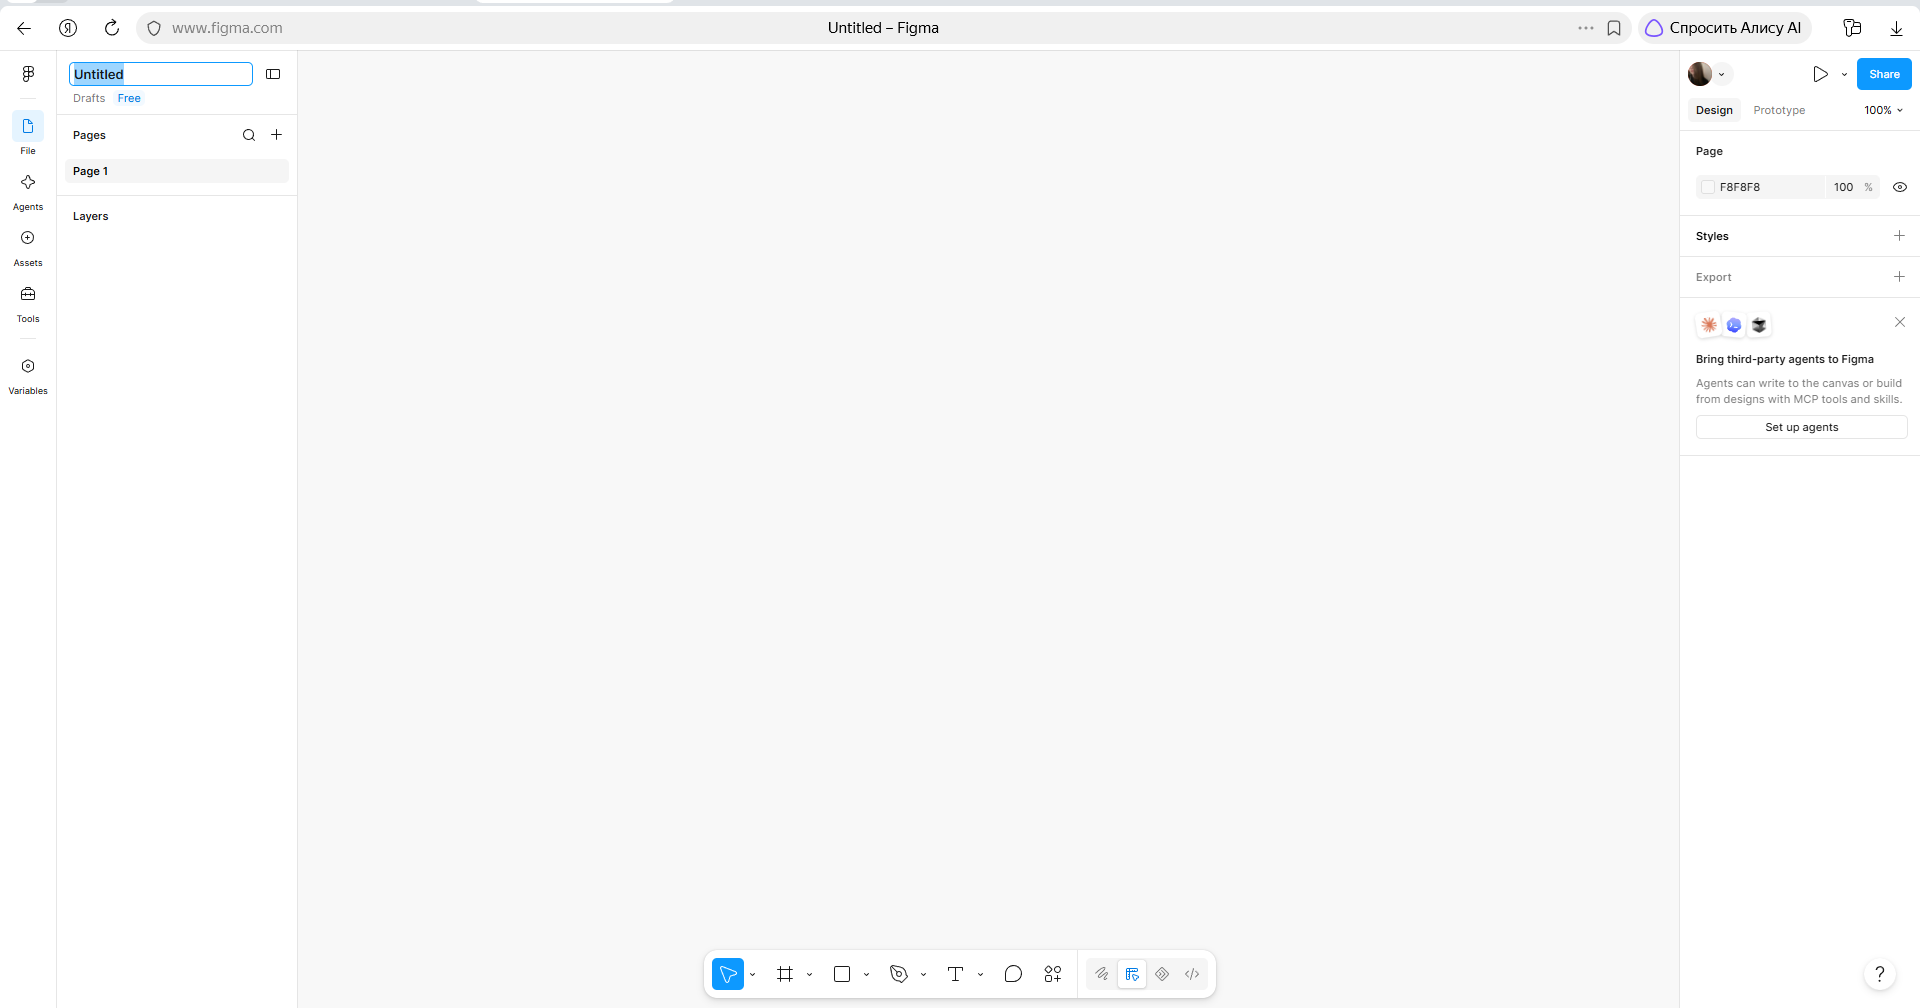 www.figma.com
Untitled – Figma
Спросить Алису AI
Untitled
Drafts
Free
File
Agents
Assets
Tools
Variables
Pages
Page 1
Layers
Share
Design
Prototype
100%
Page
F8F8F8
100
%
Styles
Export
Bring third-party agents to Figma
Agents can write to the canvas or build
from designs with MCP tools and skills.
Set up agents
?